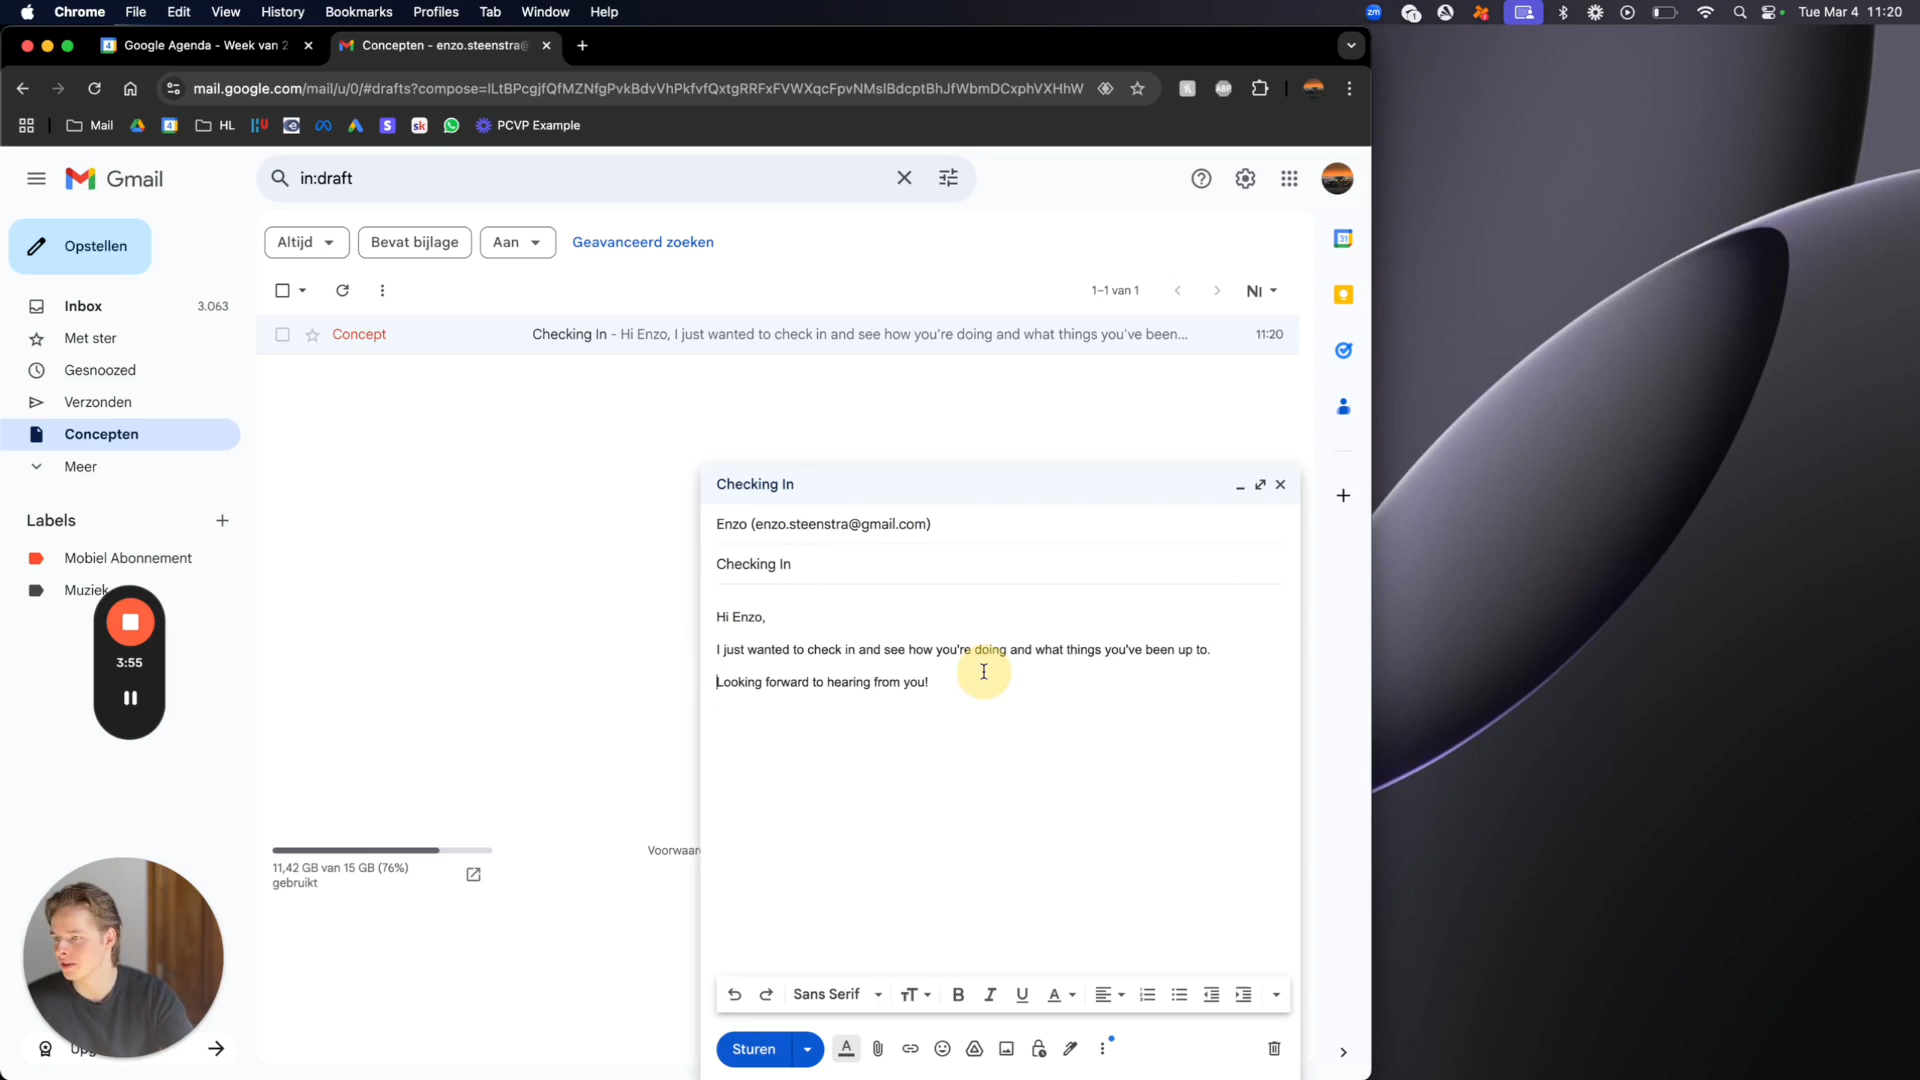 Chrome File Edit View History Bookmarks Profiles Tab Window Help
zm
Tue Mar 4 11:20
Google Agenda - Week van 2
Concepten - enzo.steenstra@
mail.google.com/mail/u/0/#drafts?compose=lLtBPcgjfQfMZNfgPvkBdvVhPkfvfQxtgRRFxFVWXqcFpvNMslBdcptBhJfWbmDCxphVXHhW
ABP
Mail
HL
S
sk
PCVP Example
Gmail
in:draft
Opstellen
Altijd
Bevat bijlage
Aan
Geavanceerd zoeken
Inbox 3.063
Met ster
Gesnoozed
Verzonden
Concepten
Meer
1–1 van 1
Nl
Concept
Checking In - Hi Enzo, I just wanted to check in and see how you're doing and what things you've been...
11:20
31
Labels
Mobiel Abonnement
Muziek
3:55
Checking In
Enzo (enzo.steenstra@gmail.com)
Checking In
Hi Enzo,
I just wanted to check in and see how you're doing and what things you've been up to.
Looking forward to hearing from you!
11,42 GB van 15 GB (76%)
gebruikt
Voorwaar
Sans Serif
Sturen
Upg